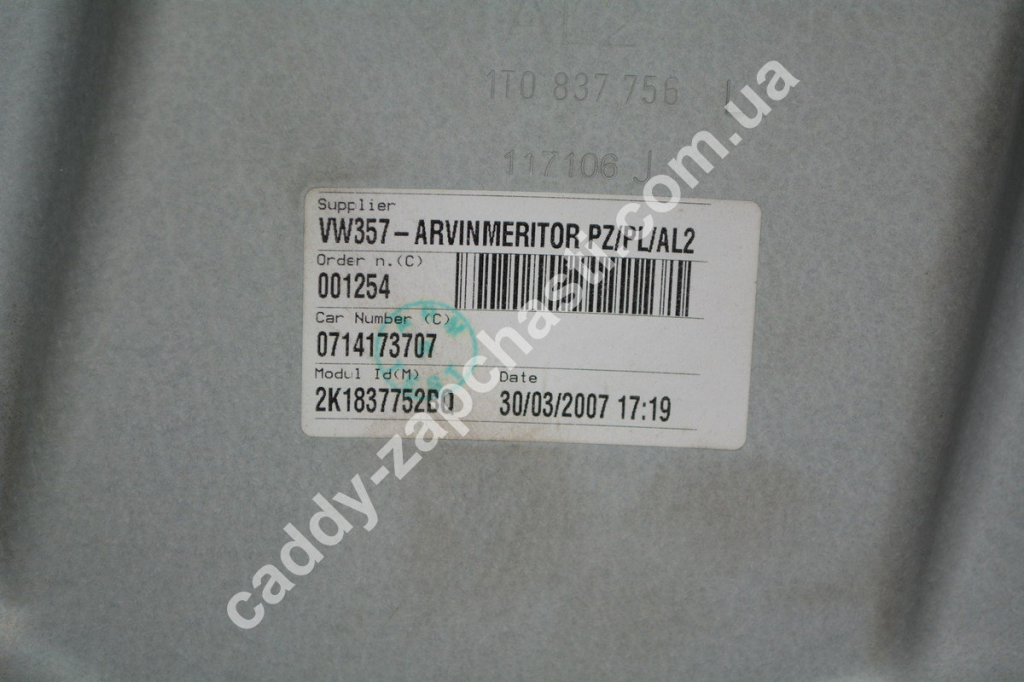 AL2
1T0 837 756 J
117106 J
Supplier
VW357-ARVINMERITOR PZ/PL/AL2
Order n.(C)
001254
Car Number (C)
0714173707
Modul Id(M) Date
30/03/2007 17:19
caddy-zapchasti.com.ua